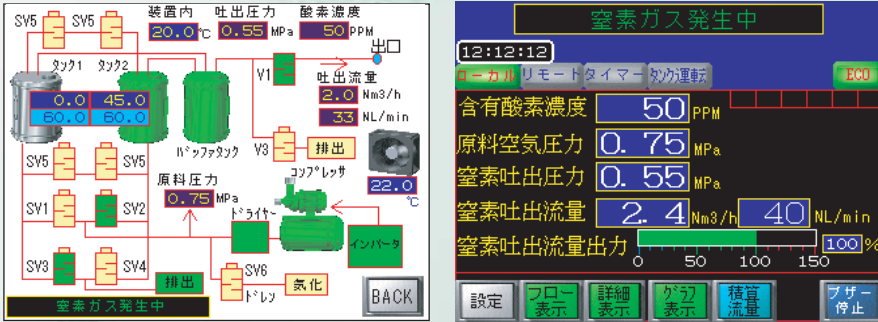 SV5
SV5
装置内
20.0℃
吐出圧力
0.55 MPa
酸素濃度
50 PPM
出口
タンク1
タンク2
V1
吐出流量
2.0 Nm3/h
33 NL/min
0.0 45.0
60.0 60.0
バッファタンク
V3
排出
22.0
℃
SV5
SV5
原料圧力
0.75 MPa
コンプレッサ
SV1
SV2
ドライヤー
インバータ
SV3
SV4
排出
SV6
ドレン
気化
BACK
窒素ガス発生中
窒素ガス発生中
12:12:12
ローカル リモート タイマー タンク運転 ECO
含有酸素濃度 50 PPM
原料空気圧力 0.75 MPa
窒素吐出圧力 0.55 MPa
窒素吐出流量 2.4 Nm3/h 40 NL/min
窒素吐出流量出力 100 %
0 50 100 150
設定
フロー
表示
詳細
表示
グラフ
表示
積算
流量
ブザー
停止